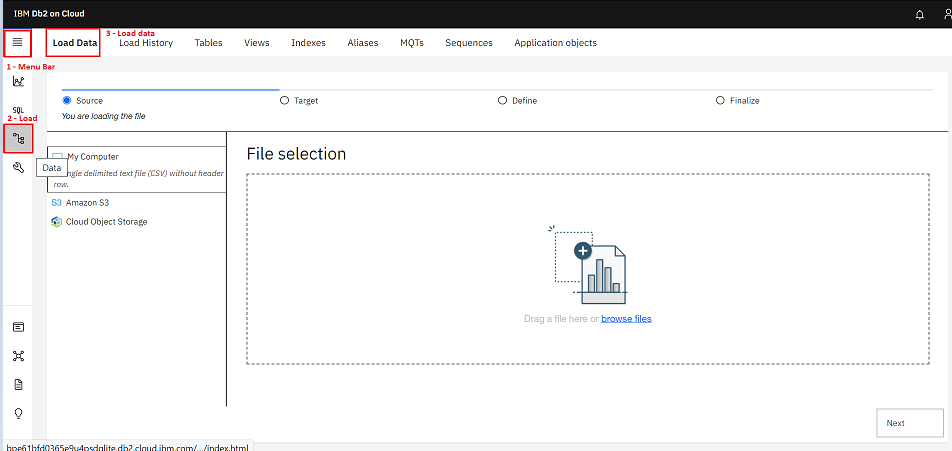 IBM Db2 on Cloud
3 - Load data
Load Data
Load History
Tables
Views
Indexes
Aliases
MQTs
Sequences
Application objects
1 - Menu Bar
SQL
2 - Load
Data
Source
Target
Define
Finalize
You are loading the file
My Computer
ngle delimited text file (CSV) without header
row.
S3 Amazon S3
Cloud Object Storage
File selection
Drag a file here or browse files
Next
bpe61bfd0365e9u4psdglite.db2.cloud.ibm.com/.../index.html